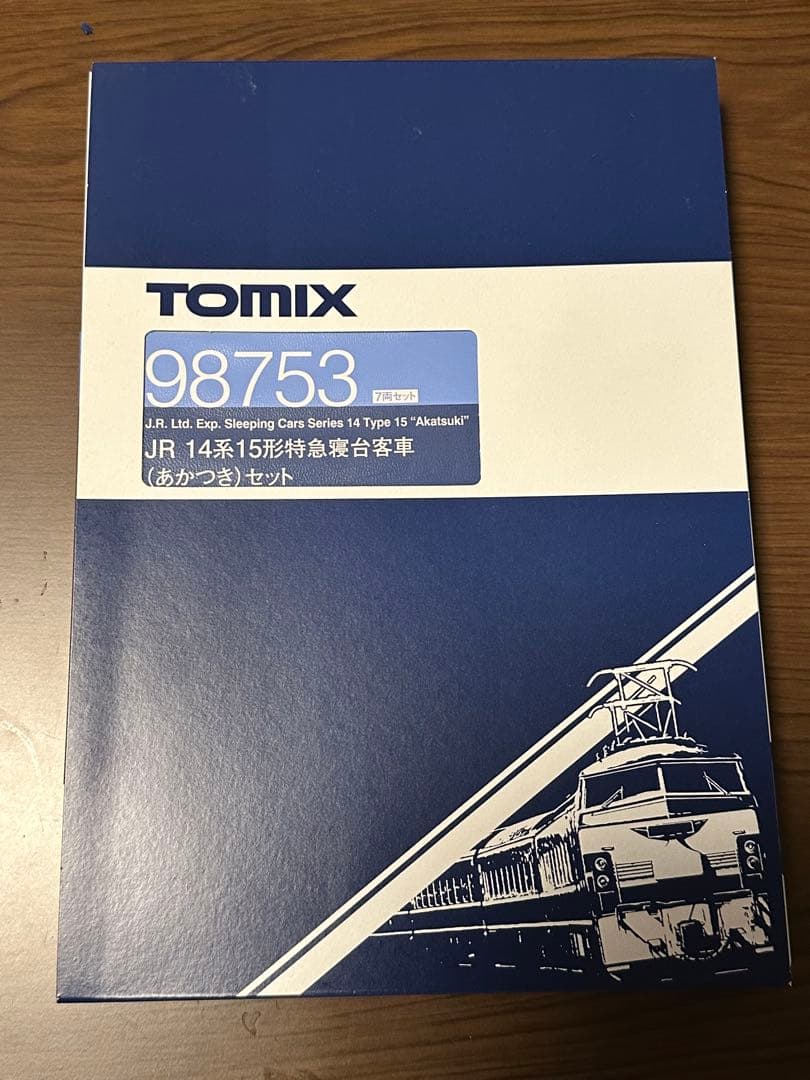 TOMIX
98753 7両セット
J.R. Ltd. Exp. Sleeping Cars Series 14 Type 15 “Akatsuki”
JR 14系15形特急寝台客車
(あかつき)セット